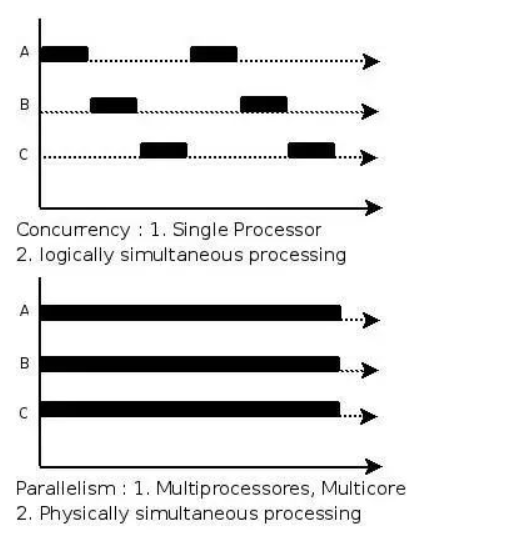 A
B
C
Concurrency : 1. Single Processor
2. logically simultaneous processing
A
B
C
Parallelism : 1. Multiprocessores, Multicore
2. Physically simultaneous processing